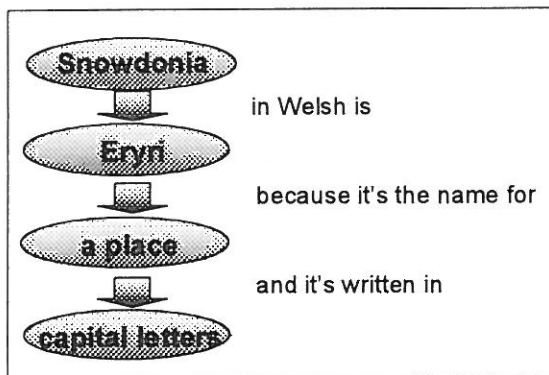 Snowdonia
in Welsh is
Eryri
because it's the name for
a place
and it's written in
capital letters